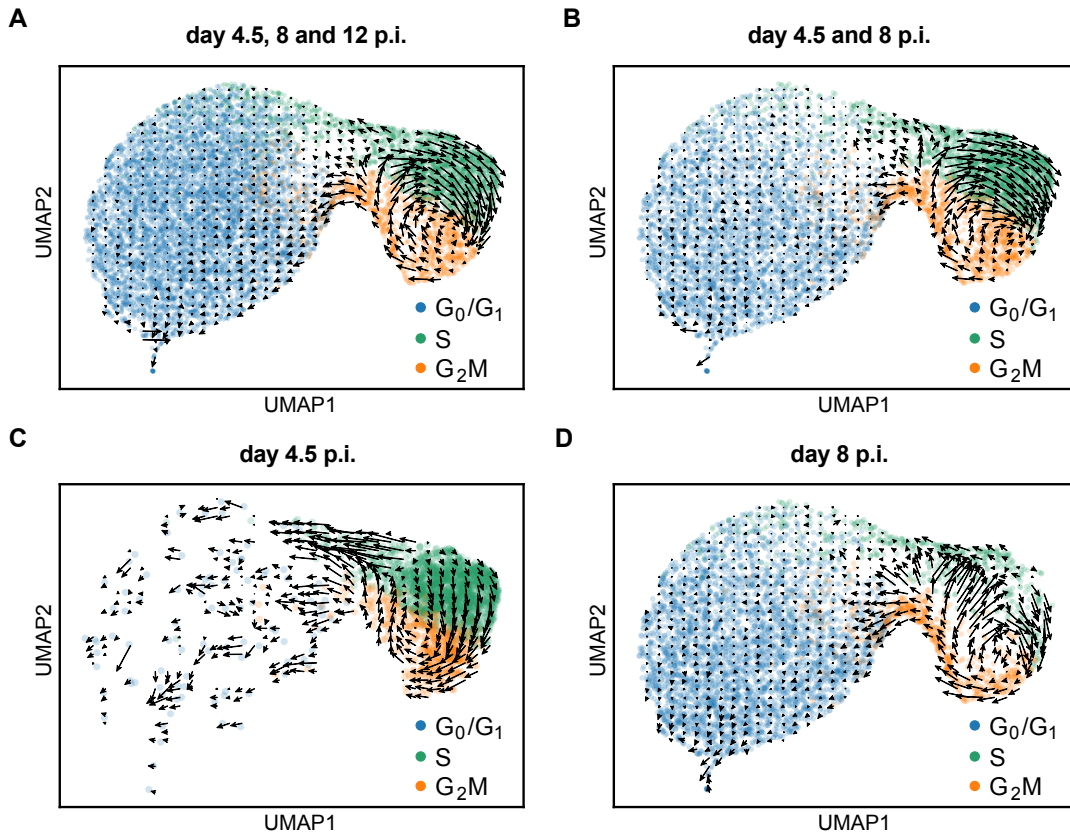 A
day 4.5, 8 and 12 p.i.
UMAP2
G₀/G₁
S
G₂M
UMAP1
B
day 4.5 and 8 p.i.
UMAP2
G₀/G₁
S
G₂M
UMAP1
C
day 4.5 p.i.
UMAP2
G₀/G₁
S
G₂M
UMAP1
D
day 8 p.i.
UMAP2
G₀/G₁
S
G₂M
UMAP1